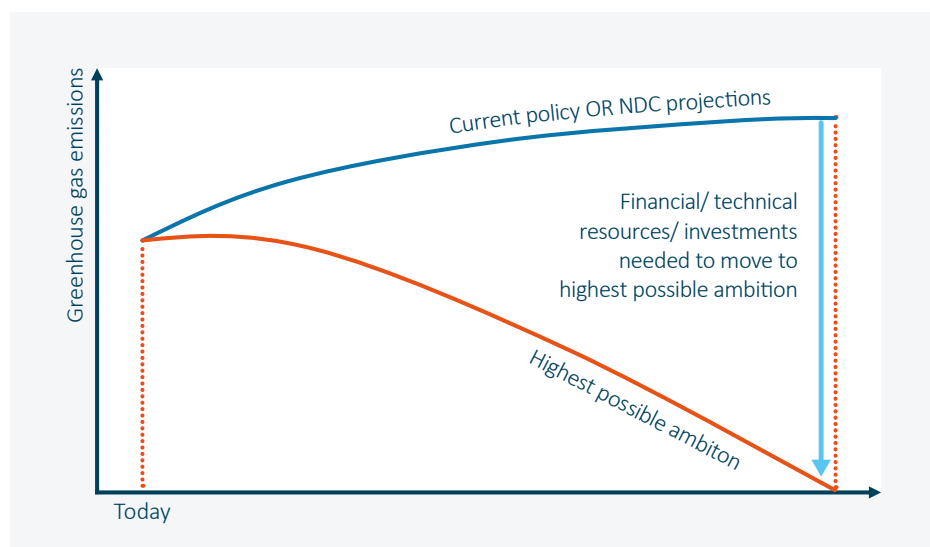 Greenhouse gas emissions
Current policy OR NDC projections
Financial/ technical
resources/ investments
needed to move to
highest possible ambition
Highest possible ambiton
Today